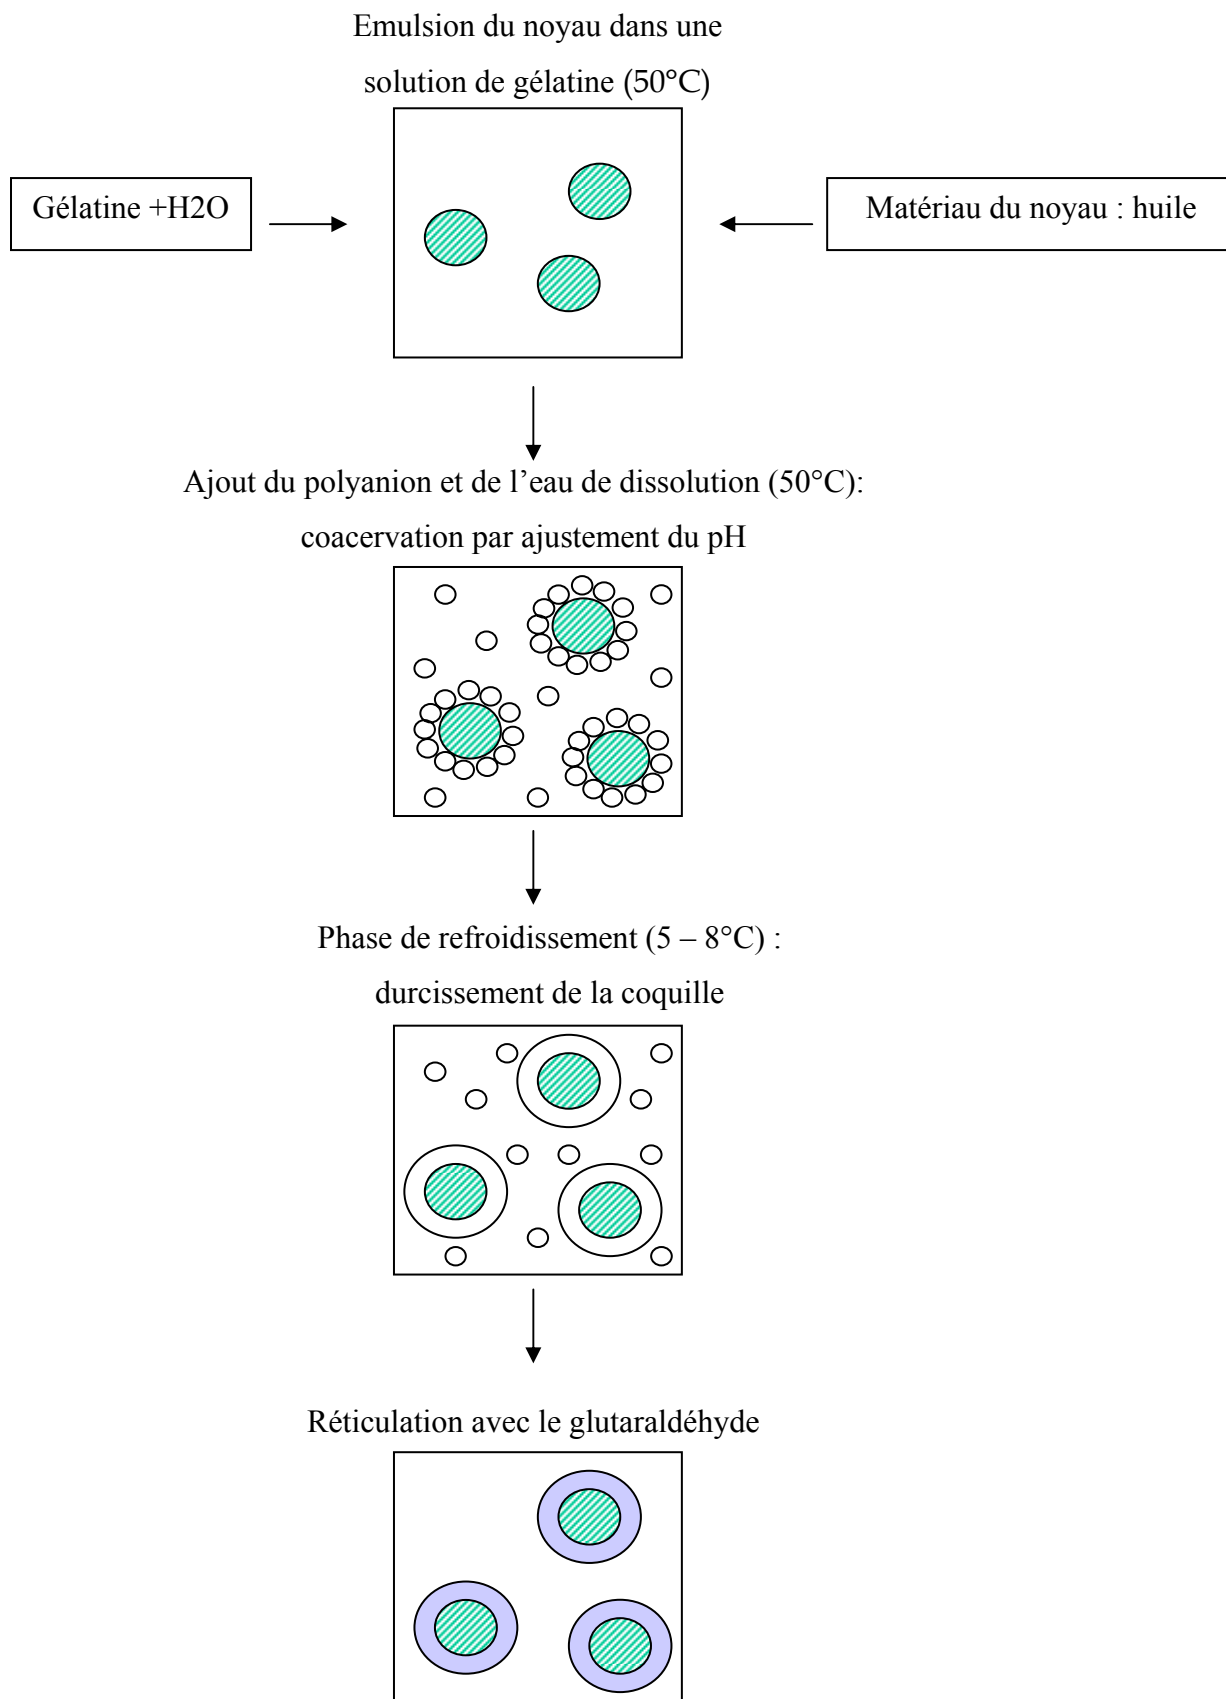 Emulsion du noyau dans une
solution de gélatine (50°C)
Gélatine +H2O
Matériau du noyau : huile
Ajout du polyanion et de l’eau de dissolution (50°C):
coacervation par ajustement du pH
Phase de refroidissement (5 – 8°C) :
durcissement de la coquille
Réticulation avec le glutaraldéhyde